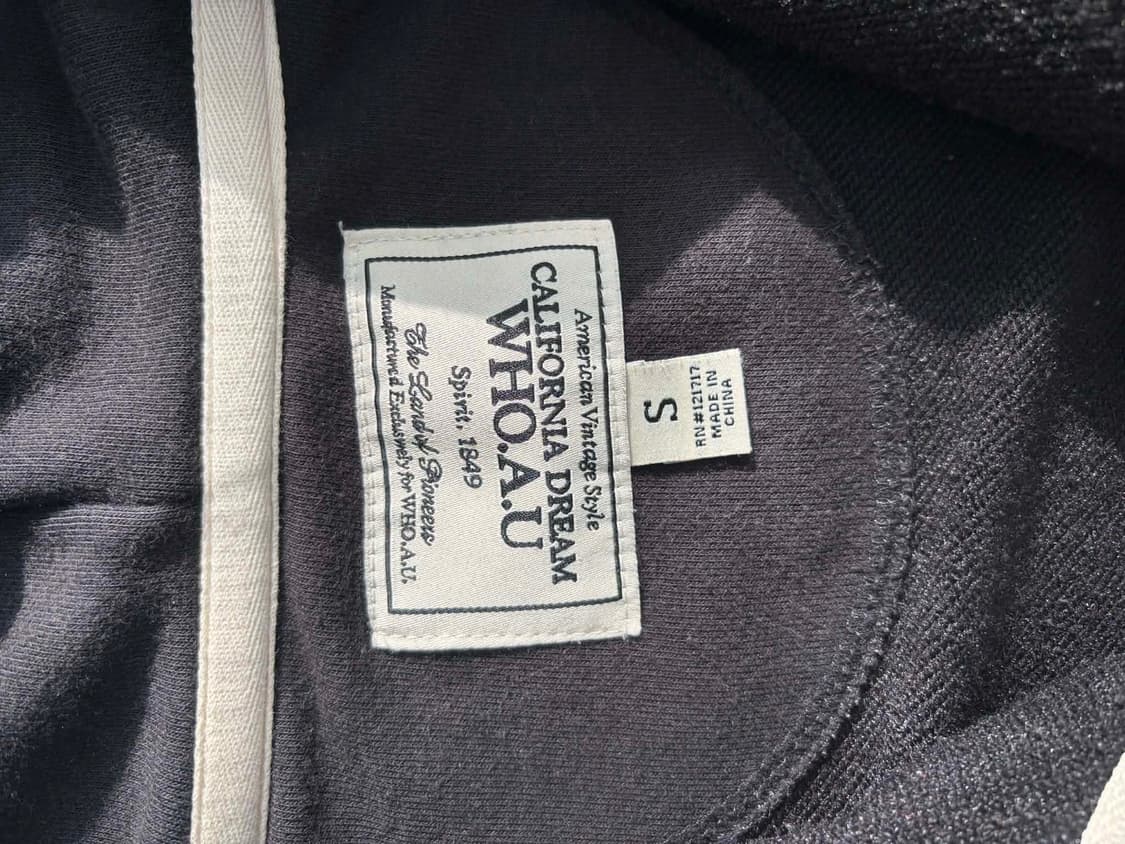 American Vintage Style
CALIFORNIA DREAM
WHO.A.U
Spirit, 1849
The Land of Pioneers
Manufactured Exclusively for WHO.A.U.
S
RN#121717
MADE IN
CHINA